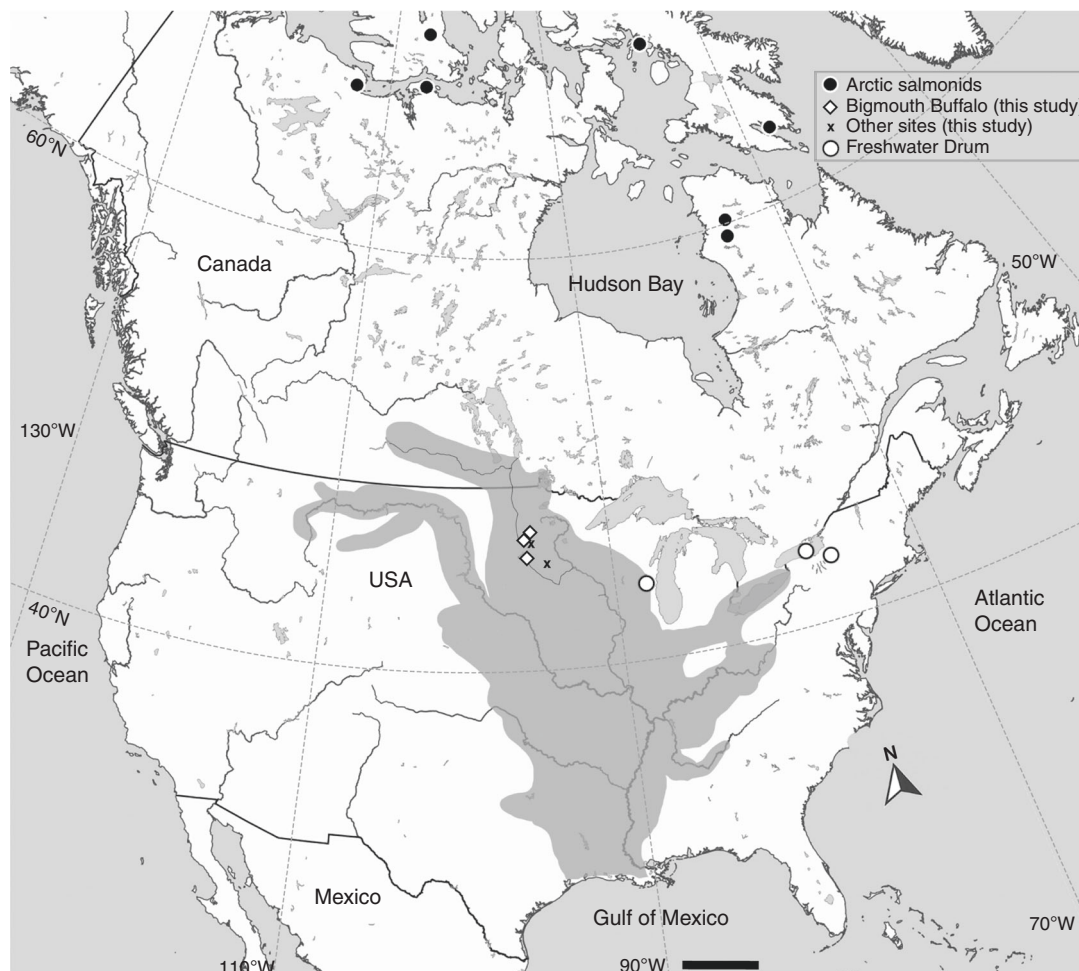 Arctic salmonids
Bigmouth Buffalo (this study
Other sites (this study)
Freshwater Drum
60°N
50°W
Canada
Hudson Bay
130°W
USA
40°N
Pacific
Ocean
Atlantic
Ocean
N
Mexico
Gulf of Mexico
70°W
110°W
90°W